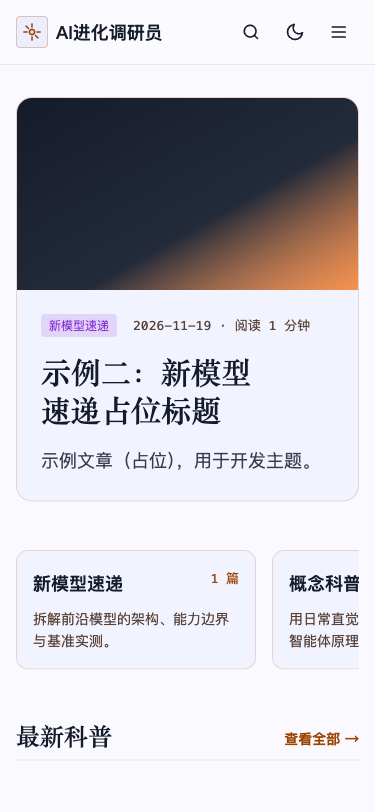 AI进化调研员
新模型速递
2026-11-19 · 阅读 1 分钟
示例二：新模型
速递占位标题
示例文章（占位），用于开发主题。
新模型速递
1 篇
拆解前沿模型的架构、能力边界
与基准实测。
概念科普
用日常直觉
智能体原理
最新科普
查看全部 →